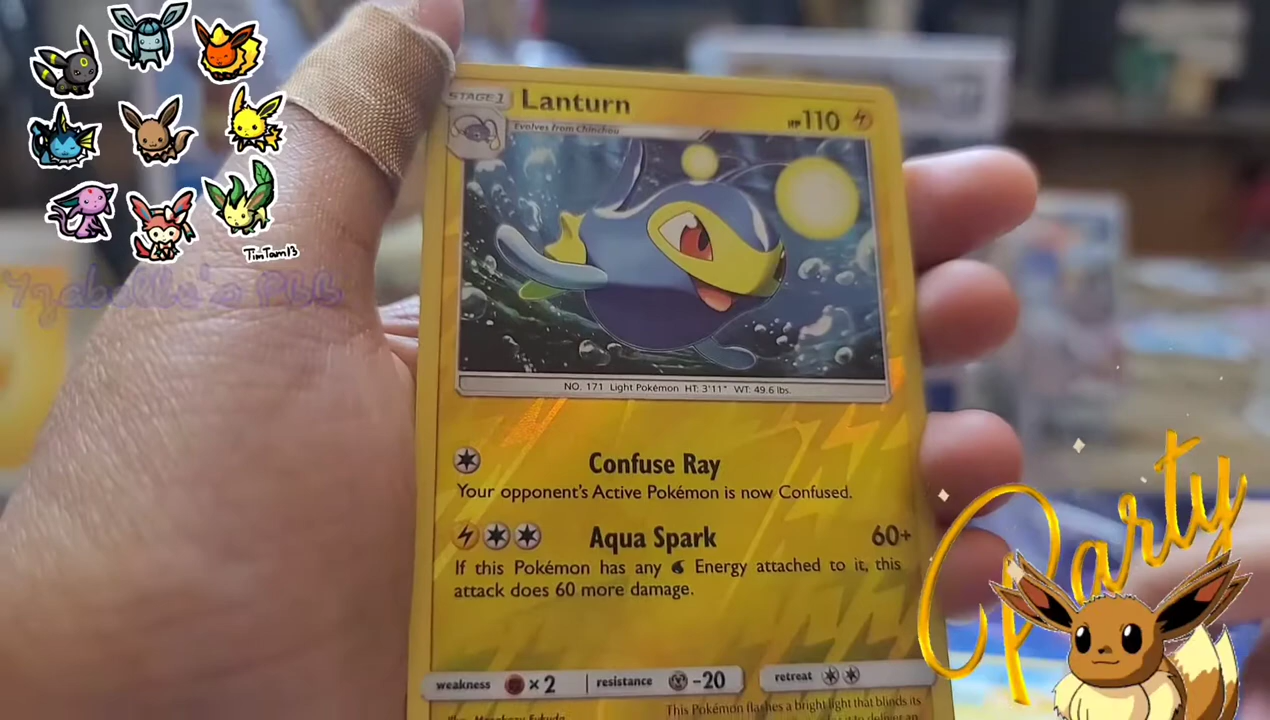 TimTam13
Yzabelle's PBB
STAGE 1
Lanturn
HP 110
Evolves from Chinchou
NO. 171 Light Pokémon HT: 3'11" WT: 49.6 lbs.
Confuse Ray
Your opponent's Active Pokémon is now Confused.
Aqua Spark 60+
If this Pokémon has any Energy attached to it, this
attack does 60 more damage.
weakness ×2 resistance -20 retreat
This Pokémon flashes a bright light that blinds its
Party